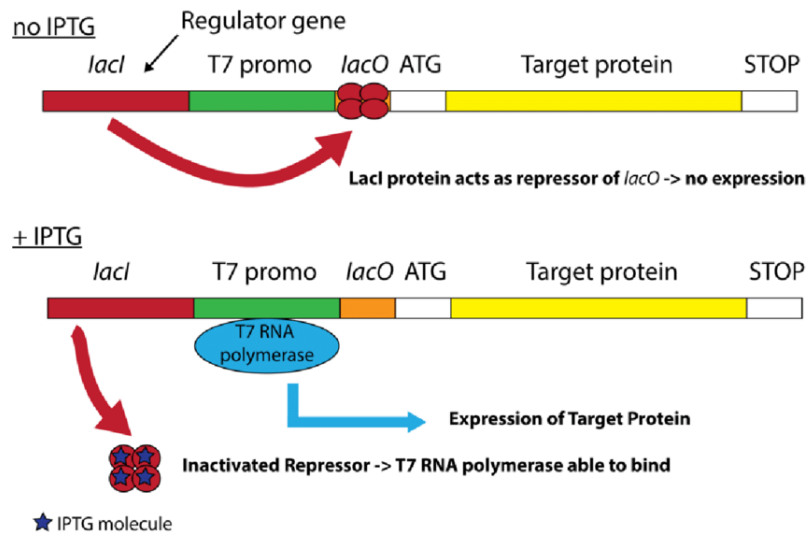 no IPTG
Regulator gene
lacI T7 promo lacO ATG Target protein STOP
LacI protein acts as repressor of lacO -> no expression
+ IPTG
lacI T7 promo lacO ATG Target protein STOP
T7 RNA
polymerase
Expression of Target Protein
Inactivated Repressor -> T7 RNA polymerase able to bind
IPTG molecule